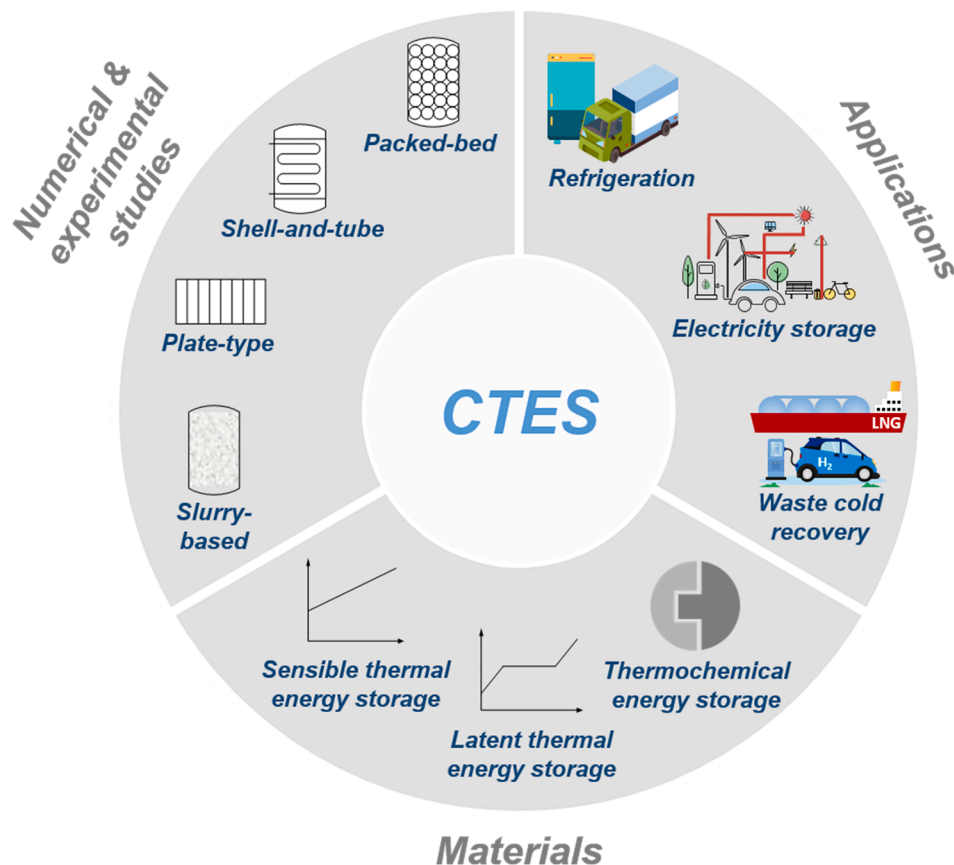 Numerical &
experimental
studies
Packed-bed
Shell-and-tube
Plate-type
Slurry-
based
CTES
Applications
Refrigeration
Electricity storage
LNG
H2
Waste cold
recovery
Sensible thermal
energy storage
Latent thermal
energy storage
Thermochemical
energy storage
Materials